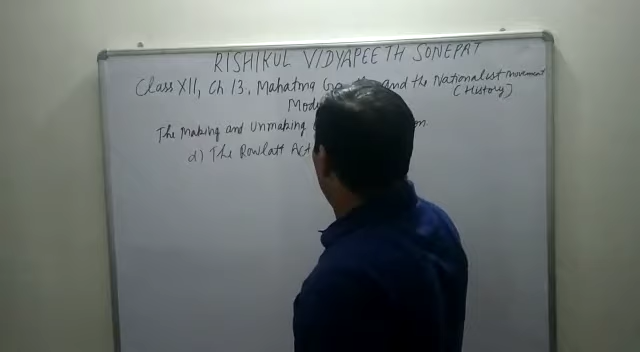 RISHIKUL VIDYAPEETH SONEPAT
Class XII, Ch 13, Mahatma and the Nationalist movement
(History)
The Making and Unmaking
d) The Rowlatt Act